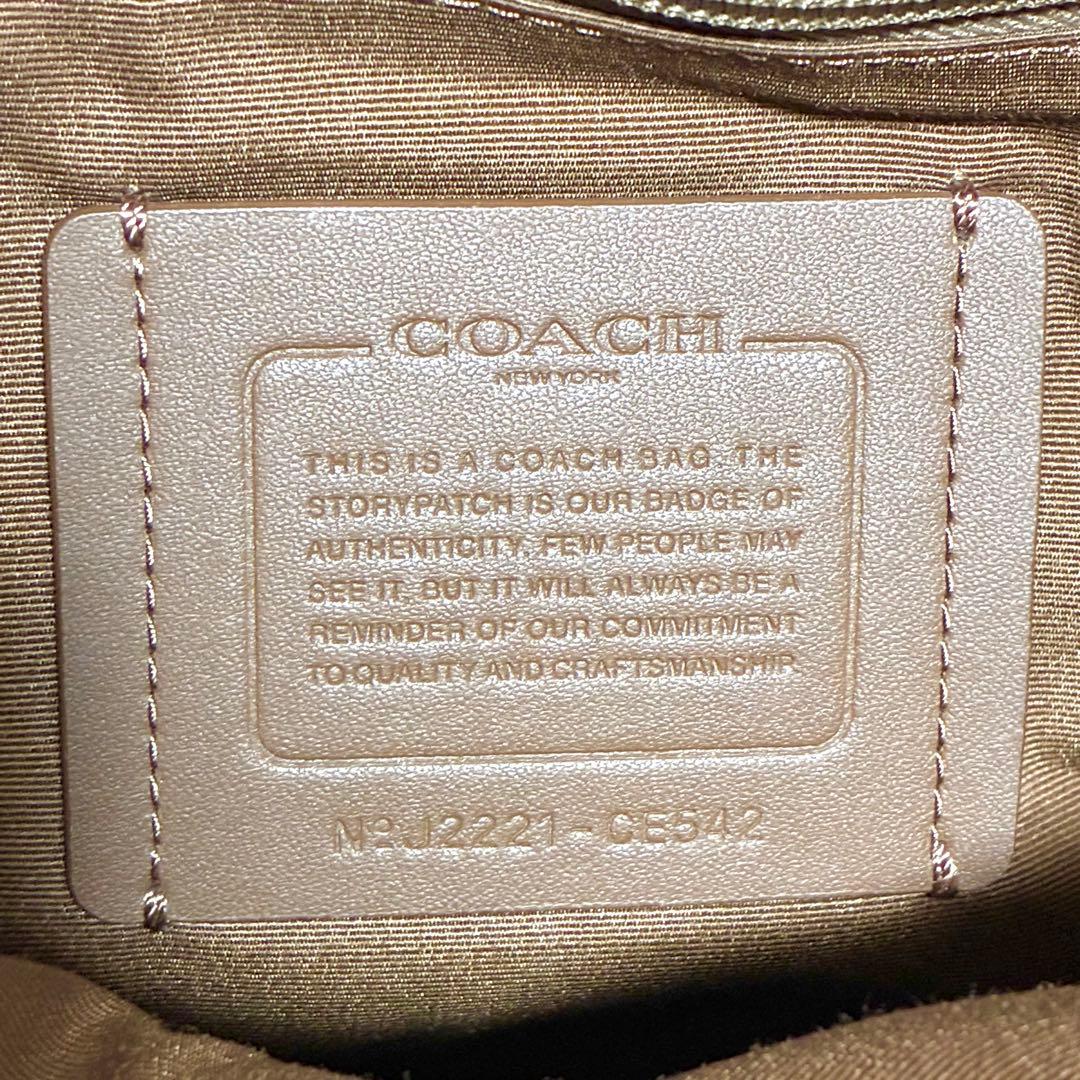 COACH
NEW YORK
THIS IS A COACH BAG. THE
STORYPATCH IS OUR BADGE OF
AUTHENTICITY. FEW PEOPLE MAY
SEE IT, BUT IT WILL ALWAYS BE A
REMINDER OF OUR COMMITMENT
TO QUALITY AND CRAFTSMANSHIP.
Nº J2221-CE542